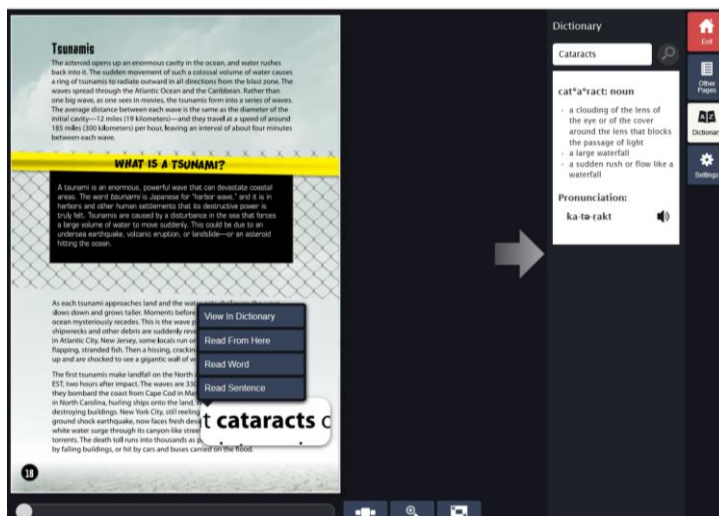 Tsunamis
The asteroid opens up an enormous cavity in the ocean, and water rushes
back into it. The sudden movement of such a colossal volume of water causes
a ring of tsunamis to radiate outward in all directions from the blast zone. The
waves spread through the Atlantic Ocean and the Caribbean. Rather than
one big wave, as one sees in movies, the tsunamis form into a series of waves.
The average distance between each wave is the same as the diameter of the
initial cavity—12 miles (19 kilometers)—and they travel at a speed of around
185 miles (300 kilometers) per hour, leaving an interval of about four minutes
between each wave.
WHAT IS A TSUNAMI?
A tsunami is an enormous, powerful wave that can devastate coastal
areas. The word tsunami is Japanese for "harbor wave," and it is in
harbors and other human settlements that its destructive power is
truly felt. Tsunamis are caused by a disturbance in the sea that forces
a large volume of water to move suddenly. This could be due to an
undersea earthquake, volcanic eruption, or landslide—or an asteroid
hitting the ocean.
As each tsunami approaches land and the water
slows down and grows taller. Moments before
ocean mysteriously recedes. This is the wave
shipwrecks and other debris are suddenly
in Atlantic City, New Jersey, some locals run
flapping, stranded fish. Then a hissing,
up and are shocked to see a gigantic wall of
The first tsunamis make landfall on the North
EST, two hours after impact. The waves are 330
they bombard the coast from Cape Cod in
in North Carolina, hurling ships onto the land,
destroying buildings. New York City, still reeling
ground shock earthquake, now faces fresh
white water surge through its canyon-like
torrents. The death toll runs into thousands as
by falling buildings, or hit by cars and buses carried on the flood.
18
View In Dictionary
Read From Here
Read Word
Read Sentence
t cataracts
Dictionary
Cataracts
cat*a*ract: noun
- a clouding of the lens of
the eye or of the cover
around the lens that blocks
the passage of light
- a large waterfall
- a sudden rush or flow like a
waterfall
Pronunciation:
ka-tə-rakt
Exit
Other
Pages
A Z
Dictionary
Settings